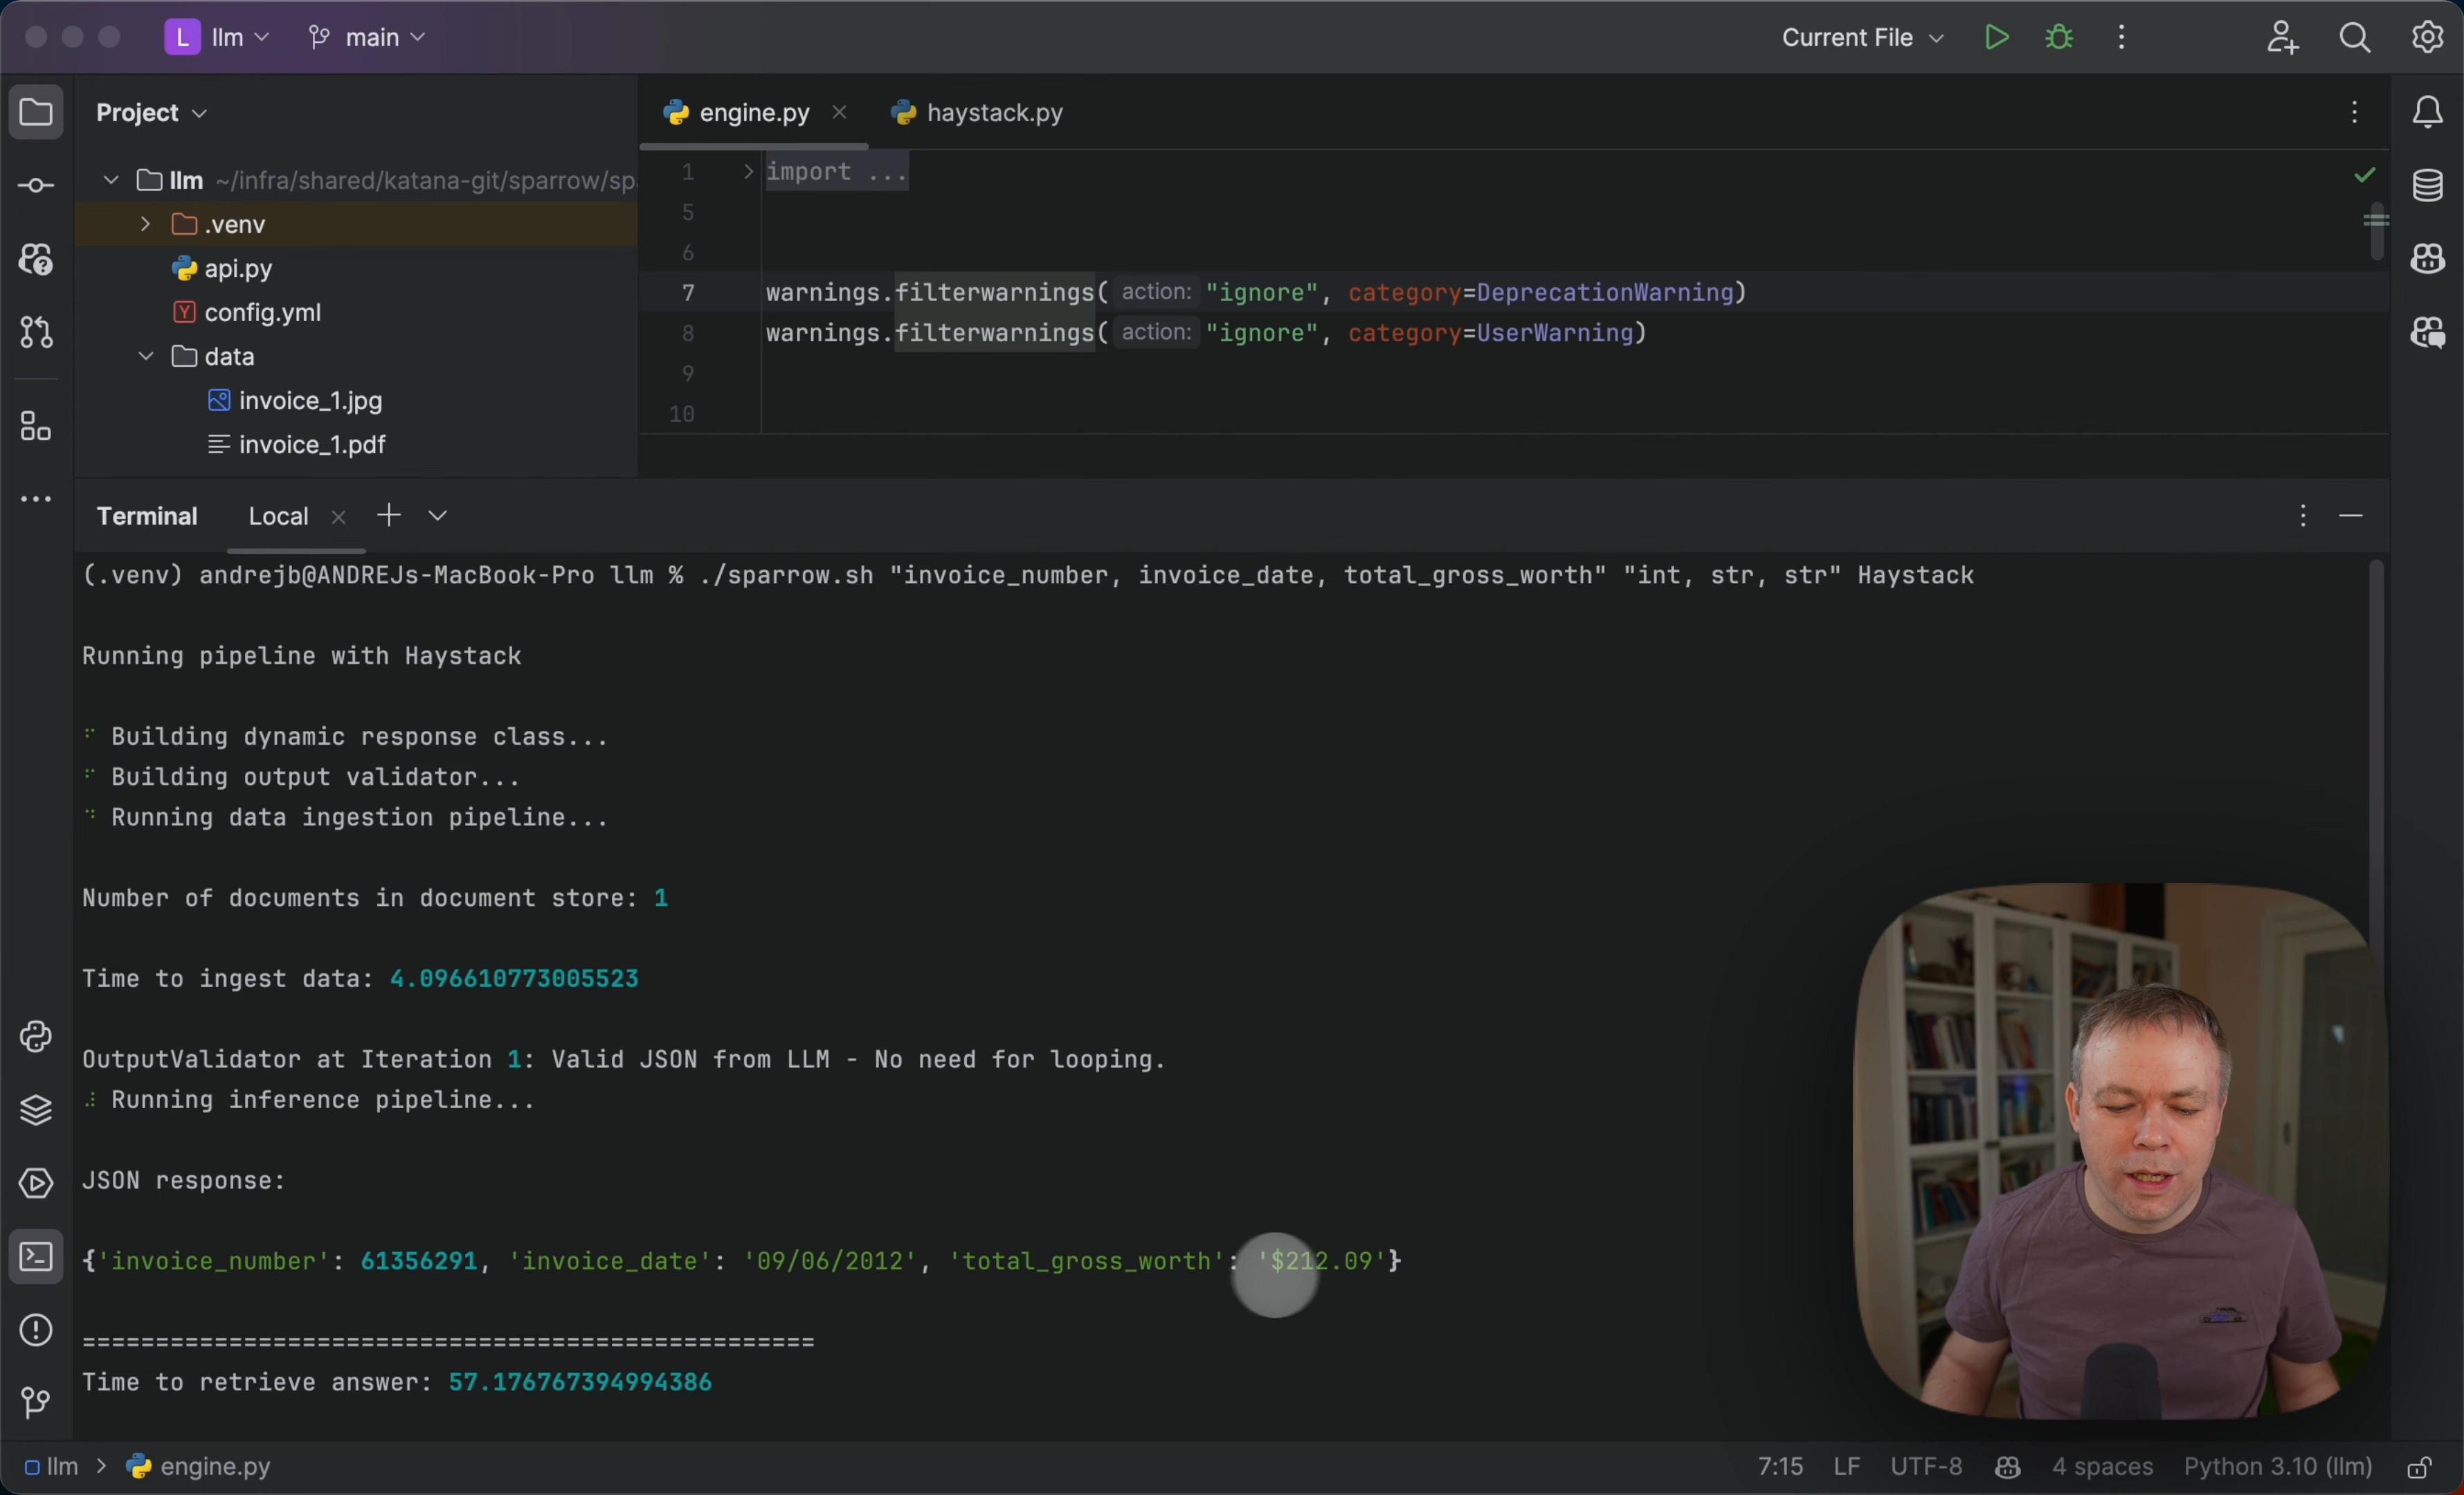 L llm main Current File
Project
engine.py haystack.py
llm ~/infra/shared/katana-git/sparrow/sp
.venv
api.py
config.yml
data
invoice_1.jpg
invoice_1.pdf
1 import ...
5
6
7 warnings.filterwarnings( action: "ignore", category=DeprecationWarning)
8 warnings.filterwarnings( action: "ignore", category=UserWarning)
9
10
Terminal Local
(.venv) andrejb@ANDREJs-MacBook-Pro llm % ./sparrow.sh "invoice_number, invoice_date, total_gross_worth" "int, str, str" Haystack
Running pipeline with Haystack
Building dynamic response class...
Building output validator...
Running data ingestion pipeline...
Number of documents in document store: 1
Time to ingest data: 4.096610773005523
OutputValidator at Iteration 1: Valid JSON from LLM - No need for looping.
Running inference pipeline...
JSON response:
{'invoice_number': 61356291, 'invoice_date': '09/06/2012', 'total_gross_worth': '$212.09'}
==================================================
Time to retrieve answer: 57.176767394994386
llm > engine.py 7:15 LF UTF-8 4 spaces Python 3.10 (llm)